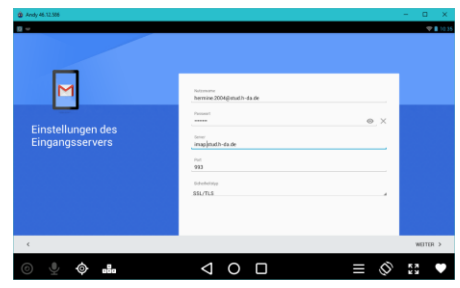 Andy 46.12.386
Einstellungen des
Eingangsservers
Nutzername
hermine.2004@stud.h-da.de
Passwort
••••••
Server
imap.stud.h-da.de
Port
993
Sicherheitstyp
SSL/TLS
WEITER